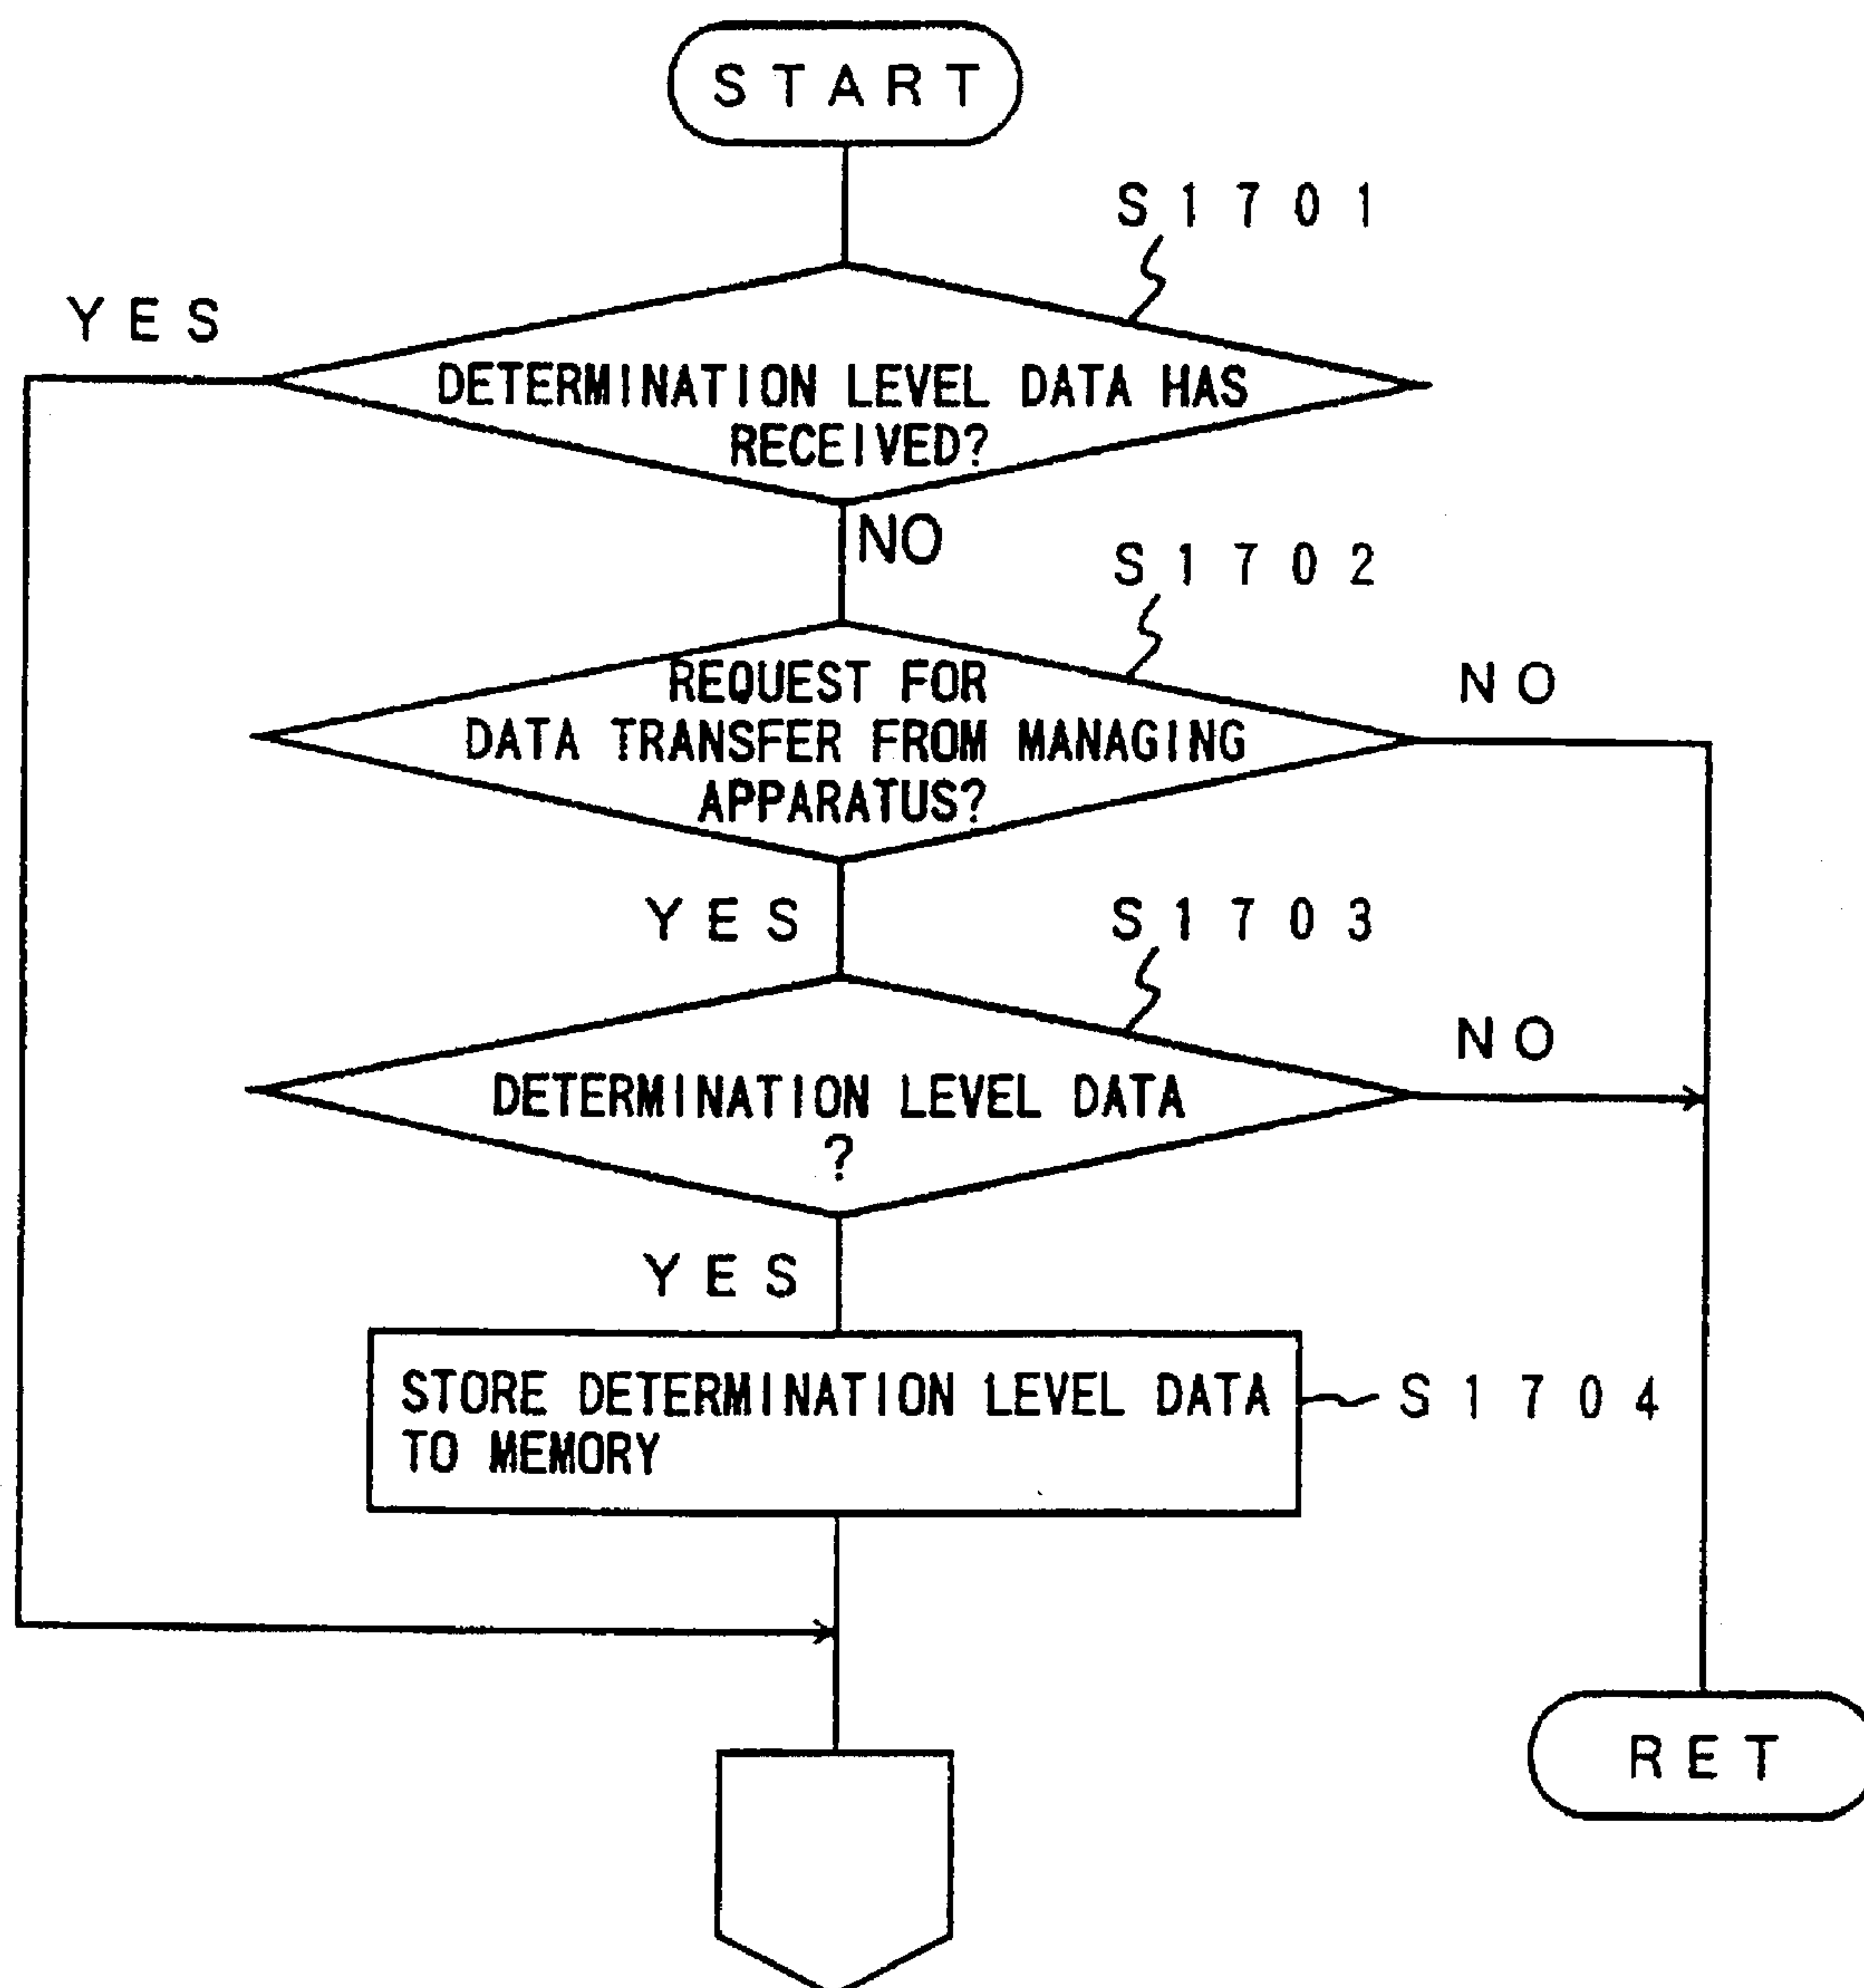 START
S1701
YES
DETERMINATION LEVEL DATA HAS
RECEIVED?
NO
S1702
REQUEST FOR
DATA TRANSFER FROM MANAGING
APPARATUS?
NO
YES
S1703
DETERMINATION LEVEL DATA
?
NO
YES
STORE DETERMINATION LEVEL DATA
TO MEMORY
S1704
RET